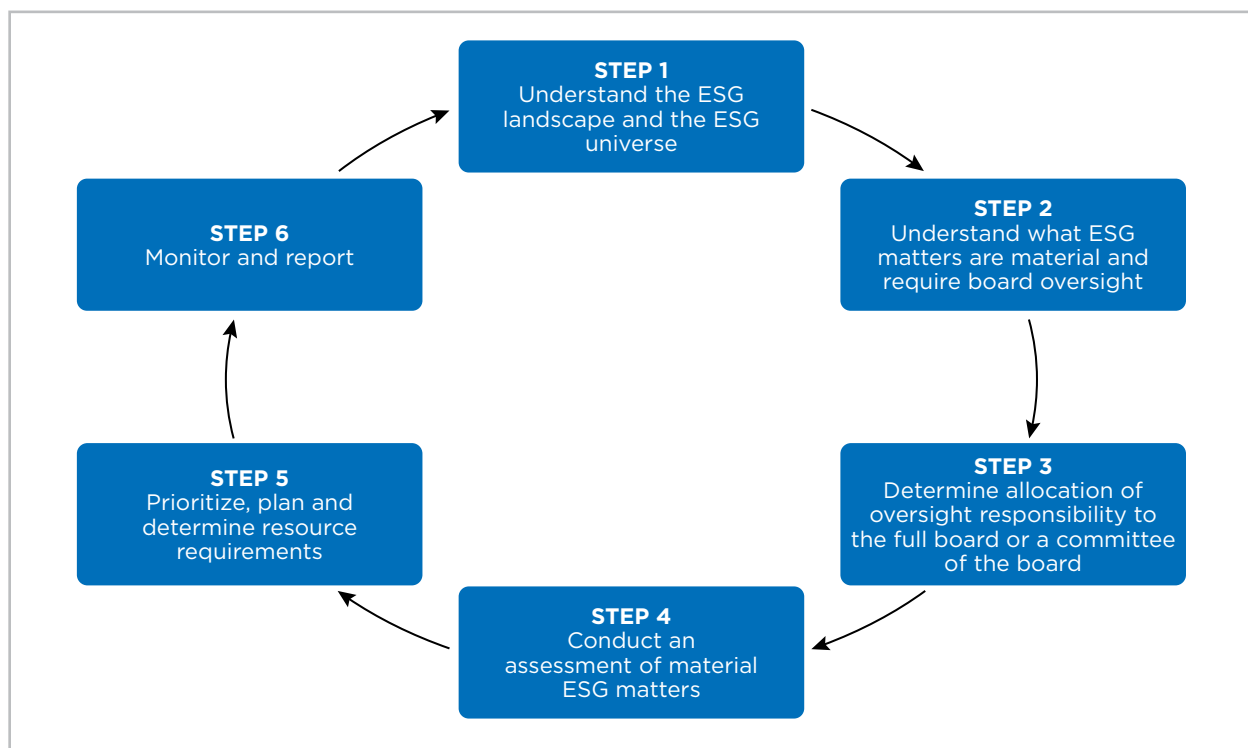 STEP 1
Understand the ESG
landscape and the ESG
universe
STEP 2
Understand what ESG
matters are material and
require board oversight
STEP 3
Determine allocation of
oversight responsibility to
the full board or a committee
of the board
STEP 4
Conduct an
assessment of material
ESG matters
STEP 5
Prioritize, plan and
determine resource
requirements
STEP 6
Monitor and report